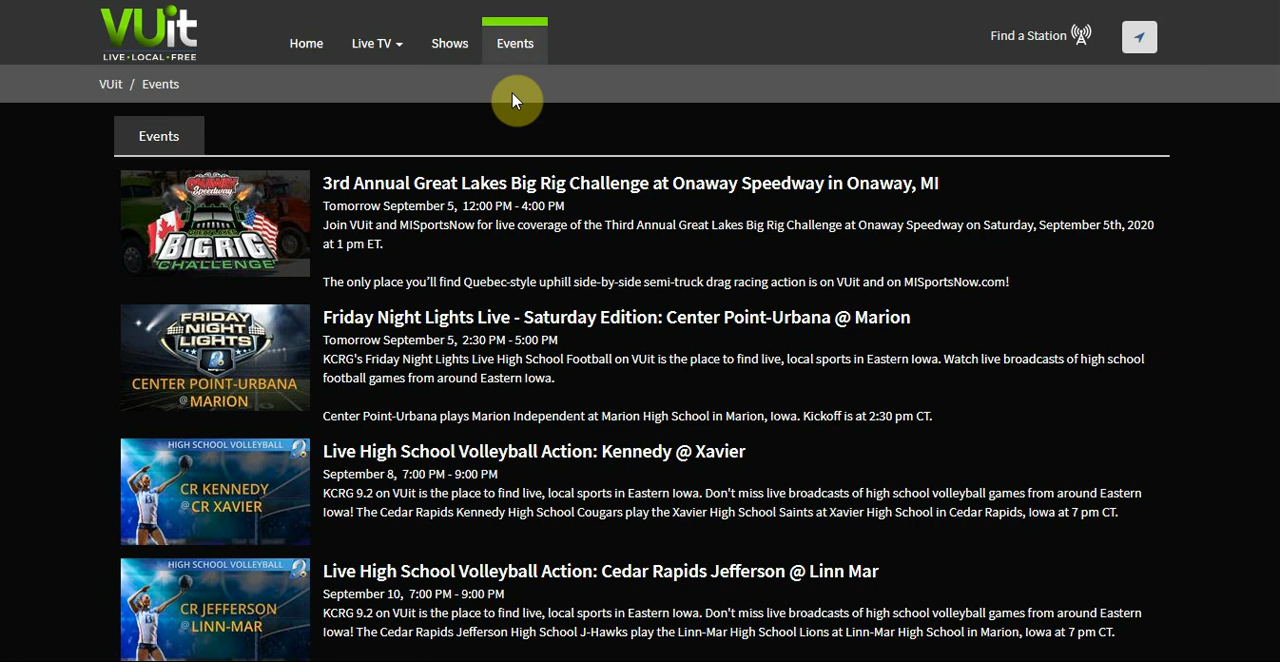 VUit
LIVE•LOCAL•FREE
Home
Live TV
Shows
Events
Find a Station
VUit / Events
Events
ONAWAY
Speedway
GREAT LAKES
BIG RIG
CHALLENGE
3rd Annual Great Lakes Big Rig Challenge at Onaway Speedway in Onaway, MI
Tomorrow September 5, 12:00 PM - 4:00 PM
Join VUit and MISportsNow for live coverage of the Third Annual Great Lakes Big Rig Challenge at Onaway Speedway on Saturday, September 5th, 2020
at 1 pm ET.
The only place you’ll find Quebec-style uphill side-by-side semi-truck drag racing action is on VUit and on MISportsNow.com!
FRIDAY
NIGHT
LIGHTS
CENTER POINT-URBANA
@ MARION
Friday Night Lights Live - Saturday Edition: Center Point-Urbana @ Marion
Tomorrow September 5, 2:30 PM - 5:00 PM
KCRG's Friday Night Lights Live High School Football on VUit is the place to find live, local sports in Eastern Iowa. Watch live broadcasts of high school
football games from around Eastern Iowa.
Center Point-Urbana plays Marion Independent at Marion High School in Marion, Iowa. Kickoff is at 2:30 pm CT.
HIGH SCHOOL VOLLEYBALL
CR KENNEDY
@ CR XAVIER
Live High School Volleyball Action: Kennedy @ Xavier
September 8, 7:00 PM - 9:00 PM
KCRG 9.2 on VUit is the place to find live, local sports in Eastern Iowa. Don't miss live broadcasts of high school volleyball games from around Eastern
Iowa! The Cedar Rapids Kennedy High School Cougars play the Xavier High School Saints at Xavier High School in Cedar Rapids, Iowa at 7 pm CT.
HIGH SCHOOL VOLLEYBALL
CR JEFFERSON
@ LINN-MAR
Live High School Volleyball Action: Cedar Rapids Jefferson @ Linn Mar
September 10, 7:00 PM - 9:00 PM
KCRG 9.2 on VUit is the place to find live, local sports in Eastern Iowa. Don't miss live broadcasts of high school volleyball games from around Eastern
Iowa! The Cedar Rapids Jefferson High School J-Hawks play the Linn-Mar High School Lions at Linn-Mar High School in Marion, Iowa at 7 pm CT.